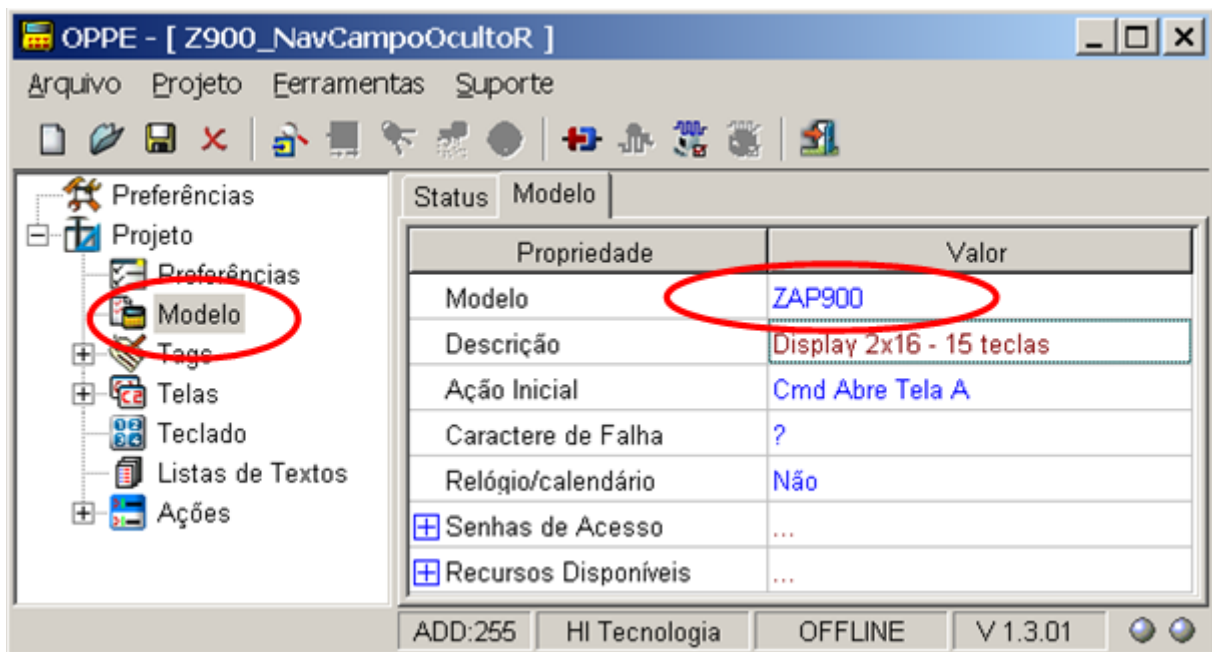 OPPE - [ Z900_NavCampoOcultoR ]
Arquivo Projeto Ferramentas Suporte
Preferências
Projeto
Preferências
Modelo
Tags
Telas
Teclado
Listas de Textos
Ações
Status Modelo
Propriedade Valor
Modelo ZAP900
Descrição Display 2x16 - 15 teclas
Ação Inicial Cmd Abre Tela A
Caractere de Falha ?
Relógio/calendário Não
Senhas de Acesso ...
Recursos Disponíveis ...
ADD:255 HI Tecnologia OFFLINE V 1.3.01